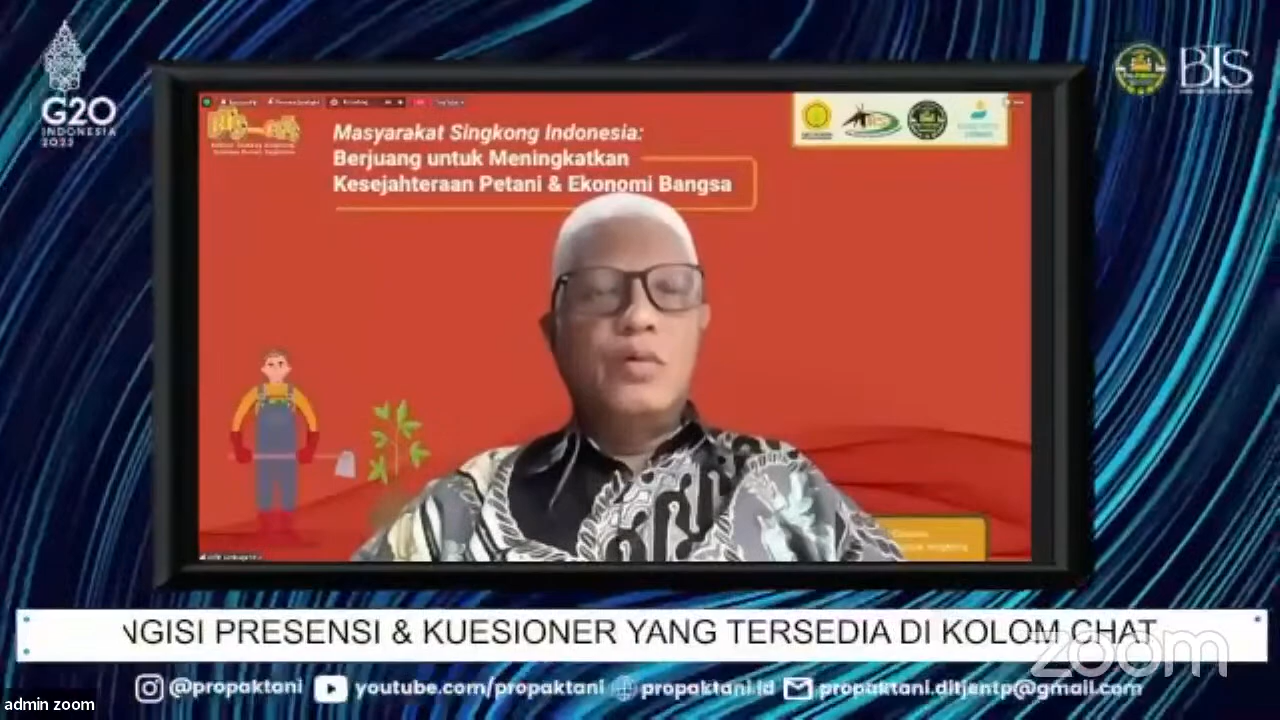 G20
INDONESIA
2022
BTS
Masyarakat Singkong Indonesia:
Berjuang untuk Meningkatkan
Kesejahteraan Petani & Ekonomi Bangsa
NGISI PRESENSI & KUESIONER YANG TERSEDIA DI KOLOM CHAT
zoom
@propaktani
youtube.com/propaktani
propaktani.id
propaktani.ditjentp@gmail.com
admin zoom